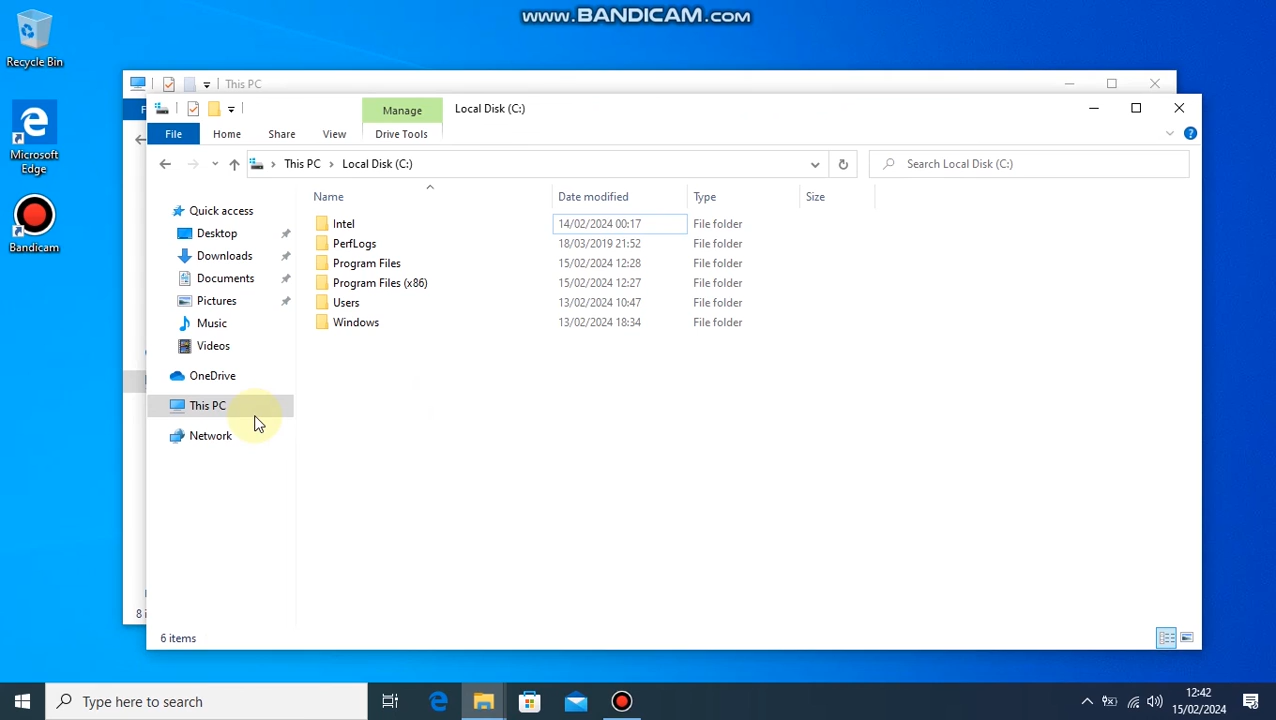 www.BANDICAM.com
Recycle Bin
Microsoft
Edge
Bandicam
This PC
Manage
Local Disk (C:)
File
Home
Share
View
Drive Tools
This PC
Local Disk (C:)
Search Local Disk (C:)
Name
Date modified
Type
Size
Quick access
Desktop
Downloads
Documents
Pictures
Music
Videos
OneDrive
This PC
Network
Intel 14/02/2024 00:17 File folder
PerfLogs 18/03/2019 21:52 File folder
Program Files 15/02/2024 12:28 File folder
Program Files (x86) 15/02/2024 12:27 File folder
Users 13/02/2024 10:47 File folder
Windows 13/02/2024 18:34 File folder
6 items
Type here to search
12:42
15/02/2024